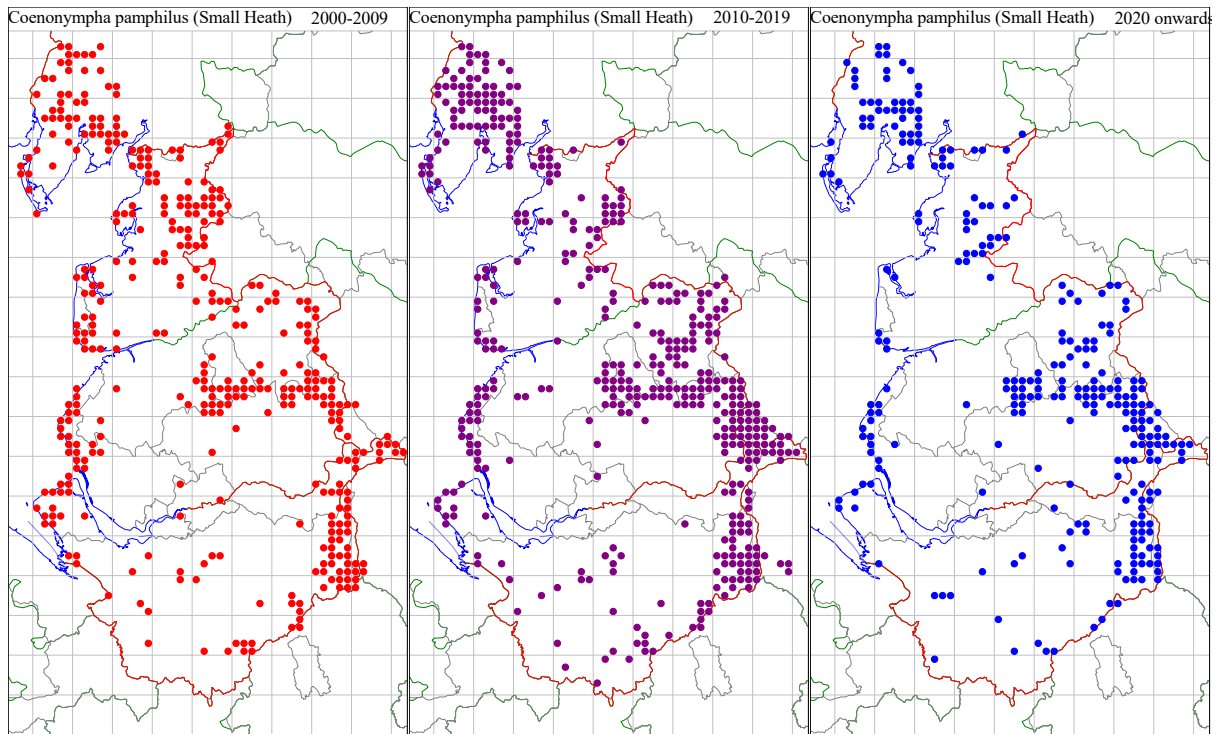 Coenonympha pamphilus (Small Heath) 2000-2009
Coenonympha pamphilus (Small Heath) 2010-2019
Coenonympha pamphilus (Small Heath) 2020 onwards